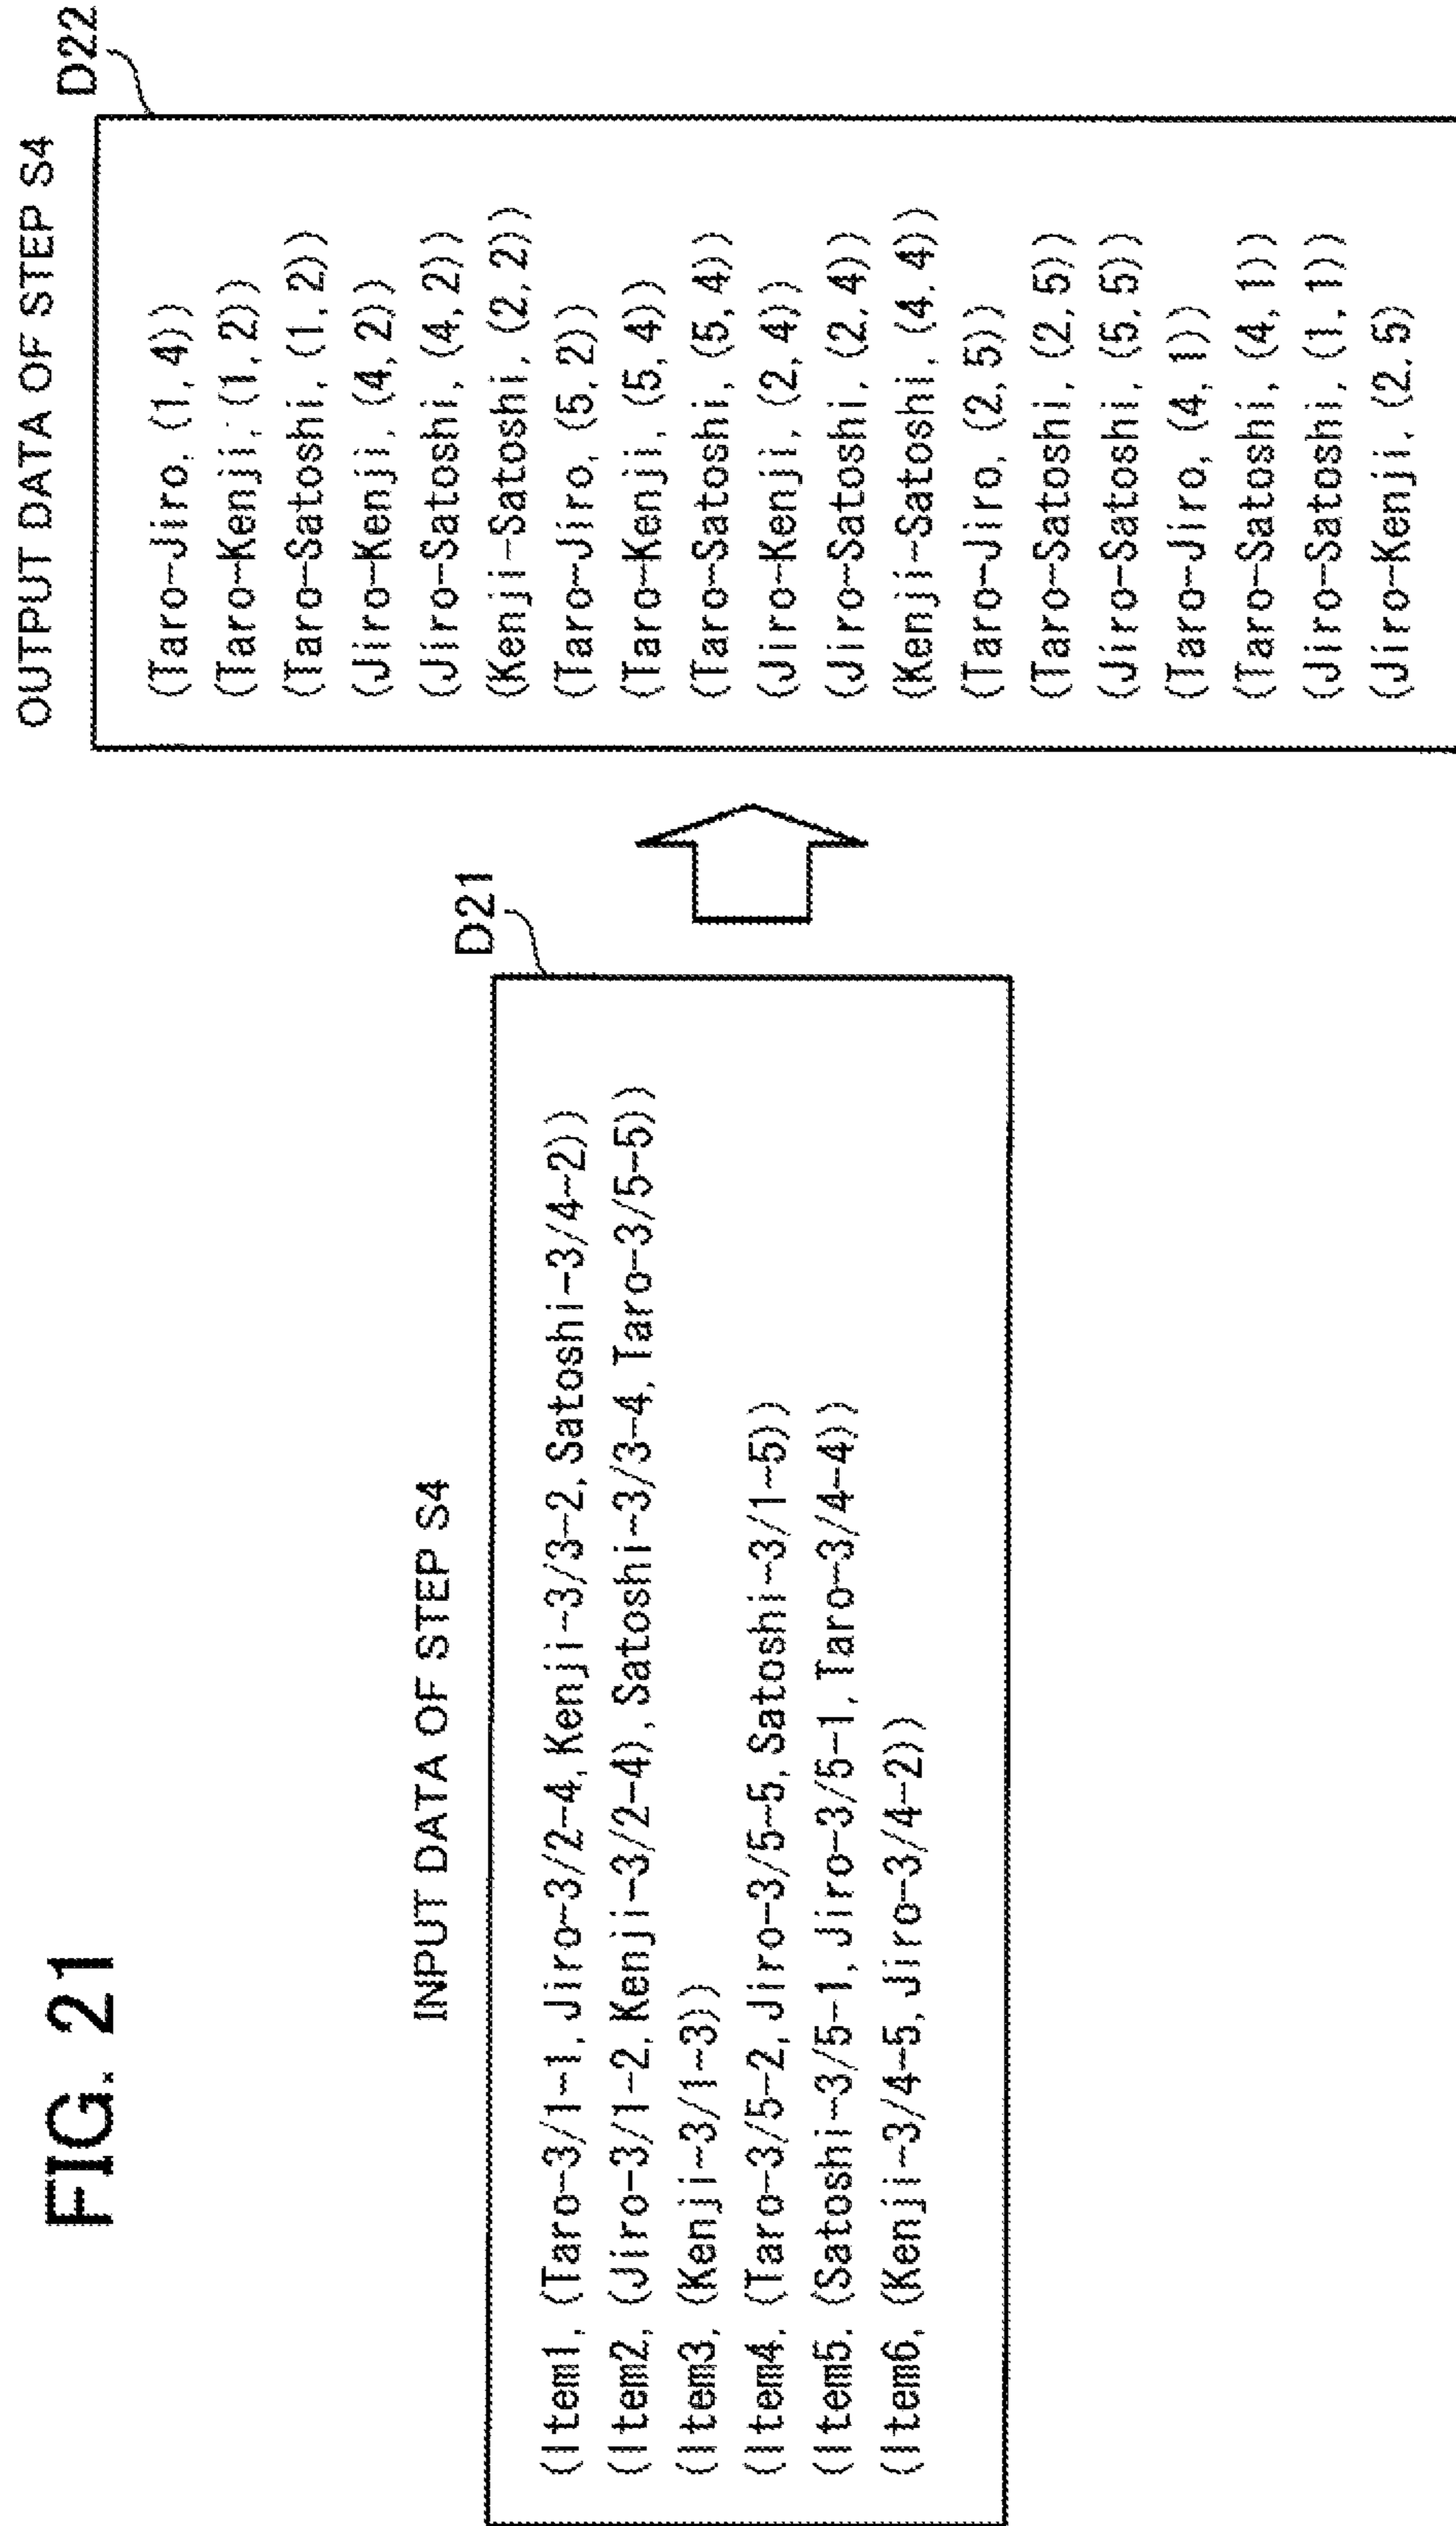 FIG. 21
INPUT DATA OF STEP S4
D21
(Item1, (Taro-3/1-1, Jiro-3/2-4, Kenji-3/3-2, Satoshi-3/4-2))
(Item2, (Jiro-3/1-2, Kenji-3/2-4), Satoshi-3/3-4, Taro-3/5-5))
(Item3, (Kenji-3/1-3))
(Item4, (Taro-3/5-2, Jiro-3/5-5, Satoshi-3/1-5))
(Item5, (Satoshi-3/5-1, Jiro-3/5-1, Taro-3/4-4))
(Item6, (Kenji-3/4-5, Jiro-3/4-2))
OUTPUT DATA OF STEP S4
D22
(Taro-Jiro, (1, 4))
(Taro-Kenji, (1, 2))
(Taro-Satoshi, (1, 2))
(Jiro-Kenji, (4, 2))
(Jiro-Satoshi, (4, 2))
(Kenji-Satoshi, (2, 2))
(Taro-Jiro, (5, 2))
(Taro-Kenji, (5, 4))
(Taro-Satoshi, (5, 4))
(Jiro-Kenji, (2, 4))
(Jiro-Satoshi, (2, 4))
(Kenji-Satoshi, (4, 4))
(Taro-Jiro, (2, 5))
(Taro-Satoshi, (2, 5))
(Jiro-Satoshi, (5, 5))
(Taro-Jiro, (4, 1))
(Taro-Satoshi, (4, 1))
(Jiro-Satoshi, (1, 1))
(Jiro-Kenji, (2, 5)